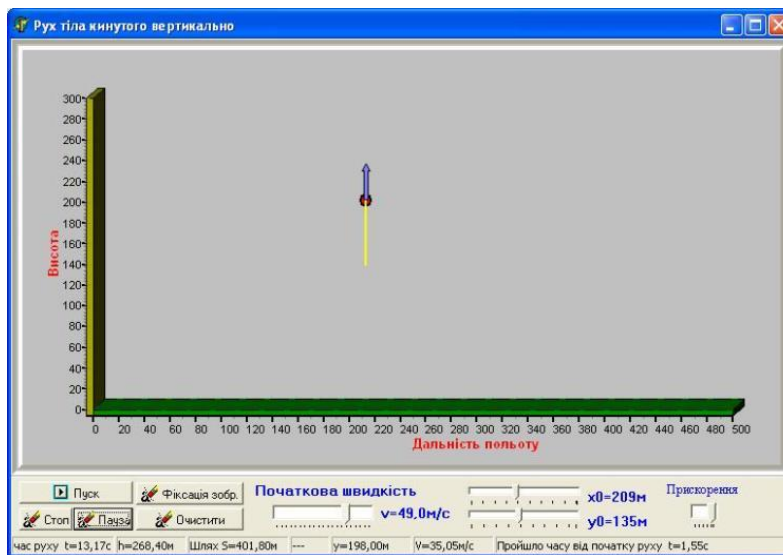 Рух тіла кинутого вертикально
300
280
260
240
220
200
180
160
140
120
100
80
60
40
20
0
Висота
0 20 40 60 80 100 120 140 160 180 200 220 240 260 280 300 320 340 360 380 400 420 440 460 480 500
Дальність польоту
Пуск
Фіксація зобр.
Стоп
Пауза
Очистити
Початкова швидкість
v=49,0м/с
x0=209м
y0=135м
Прискорення
час руху t=13,17с h=268,40м Шлях S=401,80м --- y=198,00м V=35,05м/с Пройшло часу від початку руху t=1,55с